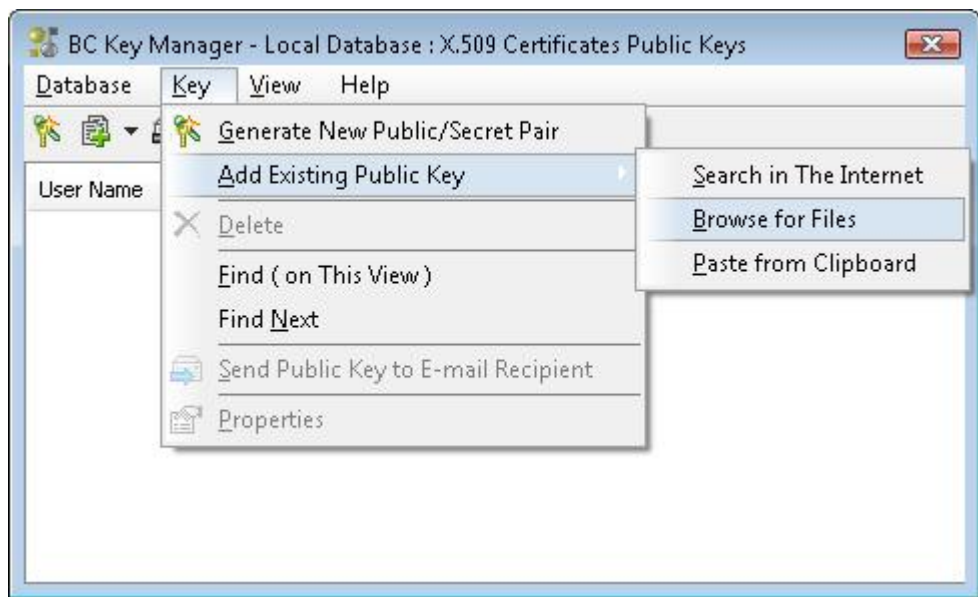 BC Key Manager - Local Database : X.509 Certificates Public Keys
Database Key View Help
User Name
Generate New Public/Secret Pair
Add Existing Public Key
Delete
Find ( on This View )
Find Next
Send Public Key to E-mail Recipient
Properties
Search in The Internet
Browse for Files
Paste from Clipboard